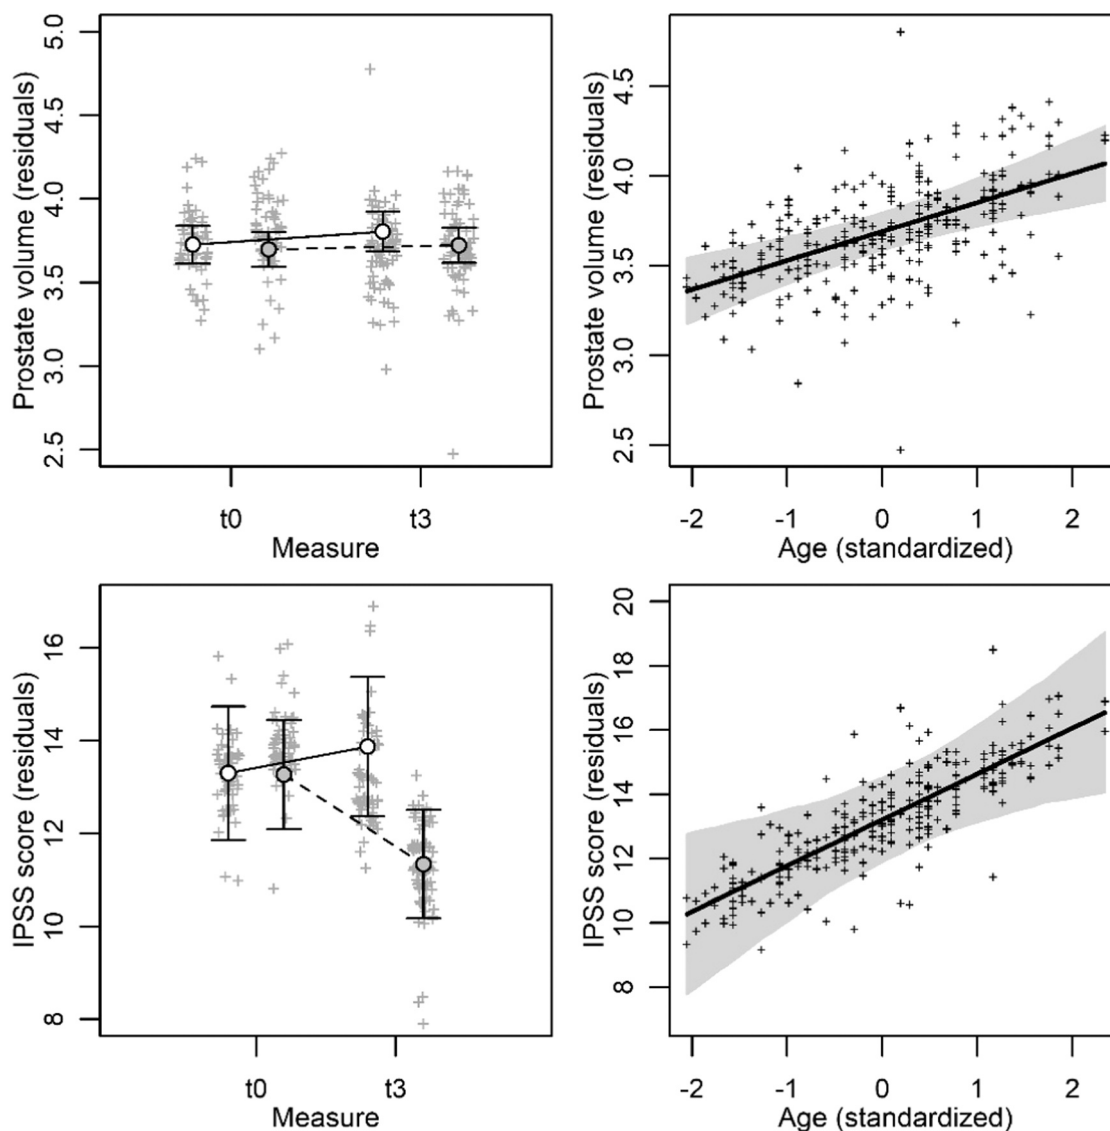 Prostate volume (residuals)
5.0
4.5
4.0
3.5
3.0
2.5
t0
t3
Measure
Prostate volume (residuals)
4.5
4.0
3.5
3.0
2.5
-2
-1
0
1
2
Age (standardized)
IPSS score (residuals)
16
14
12
10
8
t0
t3
Measure
IPSS score (residuals)
20
18
16
14
12
10
8
-2
-1
0
1
2
Age (standardized)